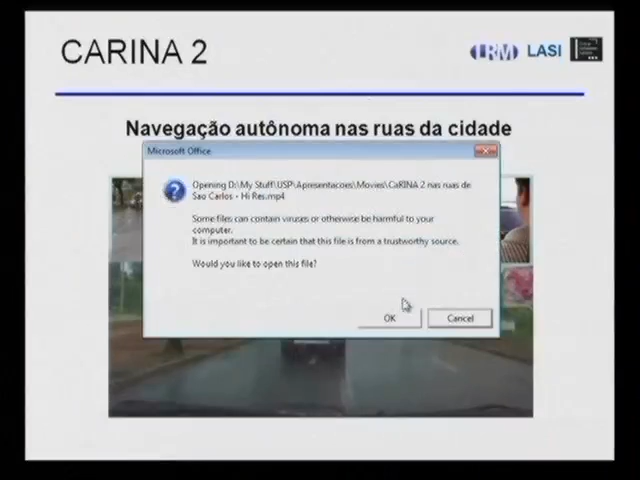 CARINA 2
LRM LASI
Navegação autônoma nas ruas da cidade
Microsoft Office
Opening D:\My Stuff\USP\Apresentacoes\Movies\CaRINA 2 nas ruas de
Sao Carlos - Hi Res.mp4
Some files can contain viruses or otherwise be harmful to your
computer.
It is important to be certain that this file is from a trustworthy source.
Would you like to open this file?
OK Cancel